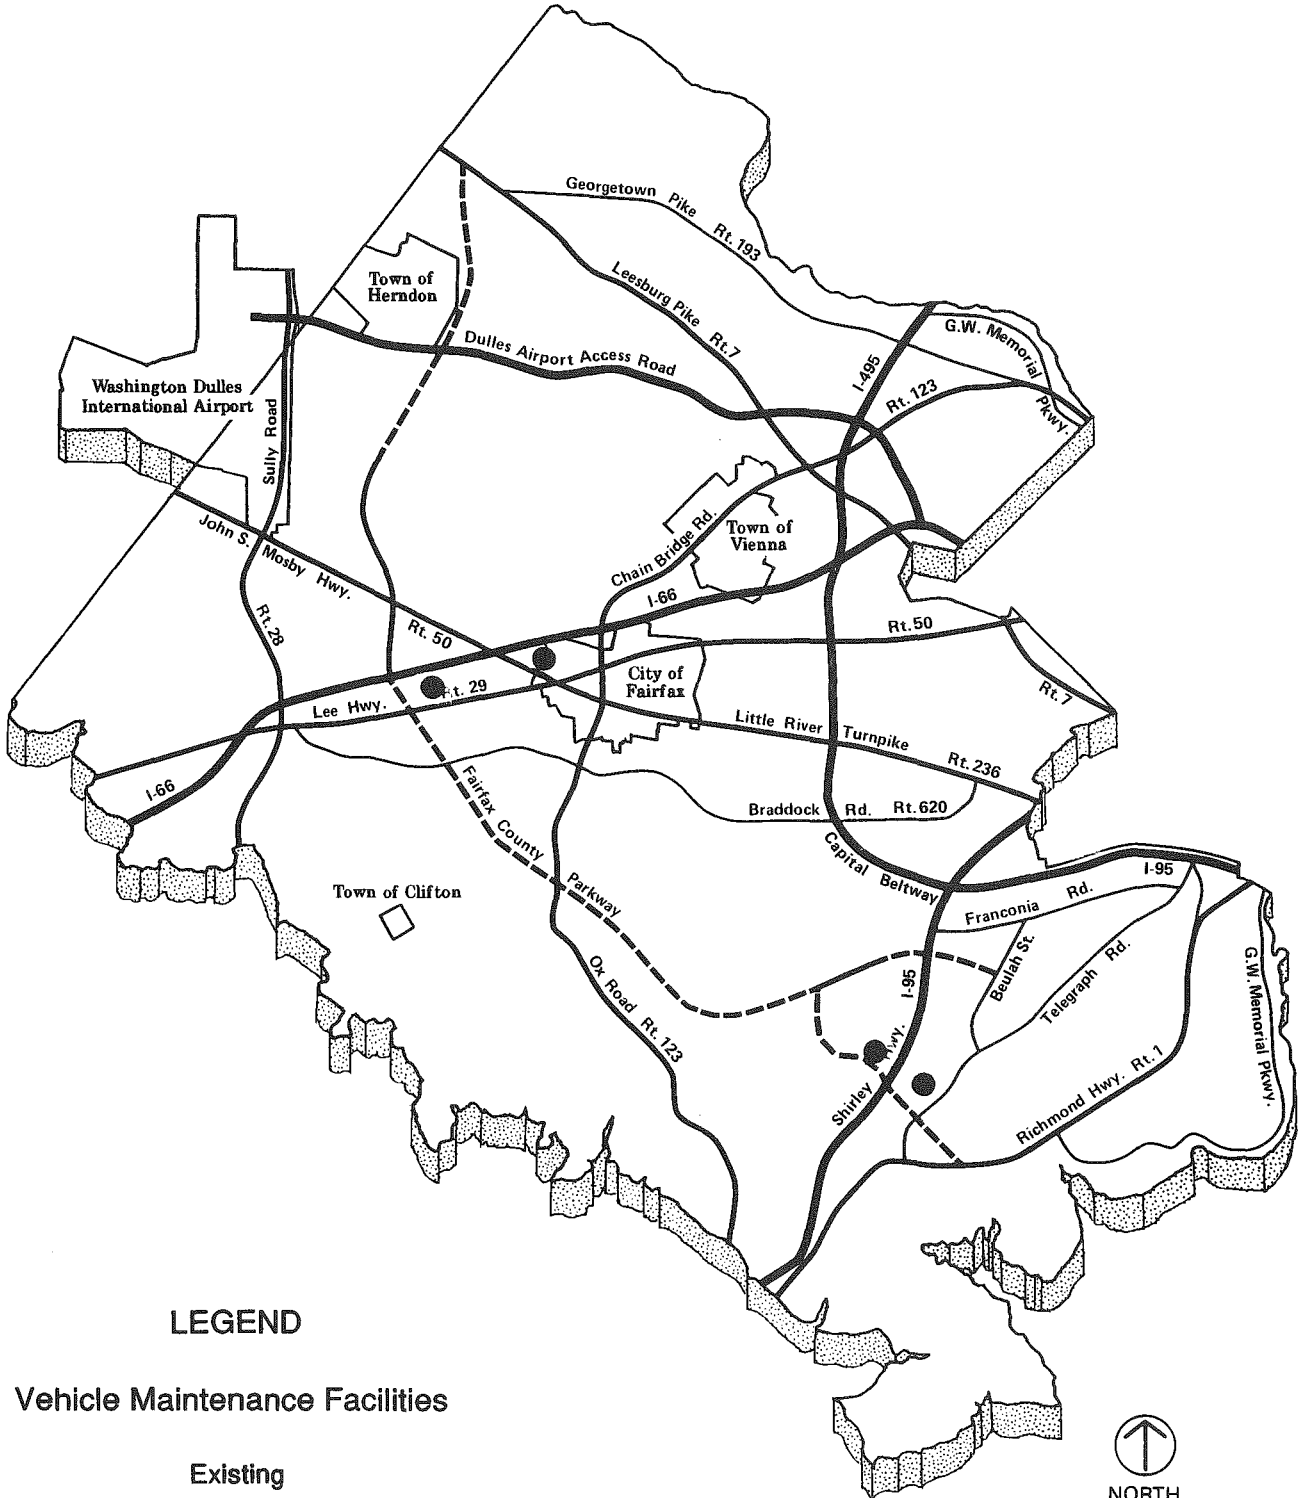 Georgetown Pike Rt. 193
Town of
Herndon
Leesburg Pike Rt.7
G.W. Memorial Pkwy.
Dulles Airport Access Road
I-495
Rt. 123
Washington Dulles
International Airport
Sully Road
John S. Mosby Hwy.
Chain Bridge Rd.
Town of
Vienna
I-66
Rt. 28
Rt. 50
Rt. 50
City of
Fairfax
Rt. 7
Lee Hwy. t. 29
Little River Turnpike
Rt. 236
I-66
Braddock Rd. Rt. 620
Fairfax County Parkway
Capital Beltway
I-95
Town of Clifton
Franconia Rd.
Beulah St.
Telegraph Rd.
G.W. Memorial Pkwy.
I-95
Ox Road Rt. 123
Shirley wy.
Richmond Hwy. Rt. 1
LEGEND
Vehicle Maintenance Facilities
Existing
NORTH